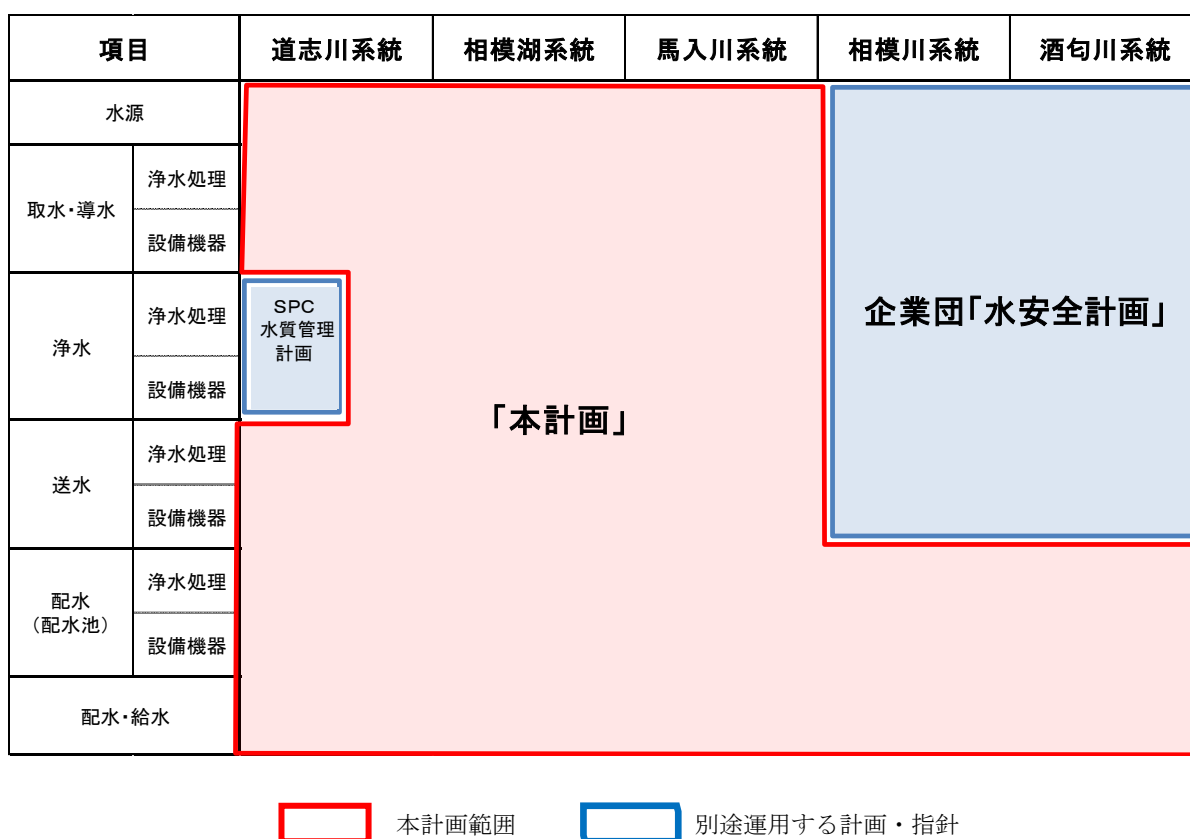 項目 道志川系統 相模湖系統 馬入川系統 相模川系統 酒匂川系統
水源
取水・導水
浄水処理
設備機器
浄水
浄水処理
設備機器
SPC
水質管理
計画
企業団「水安全計画」
「本計画」
送水
浄水処理
設備機器
配水
（配水池）
浄水処理
設備機器
配水・給水
本計画範囲 別途運用する計画・指針